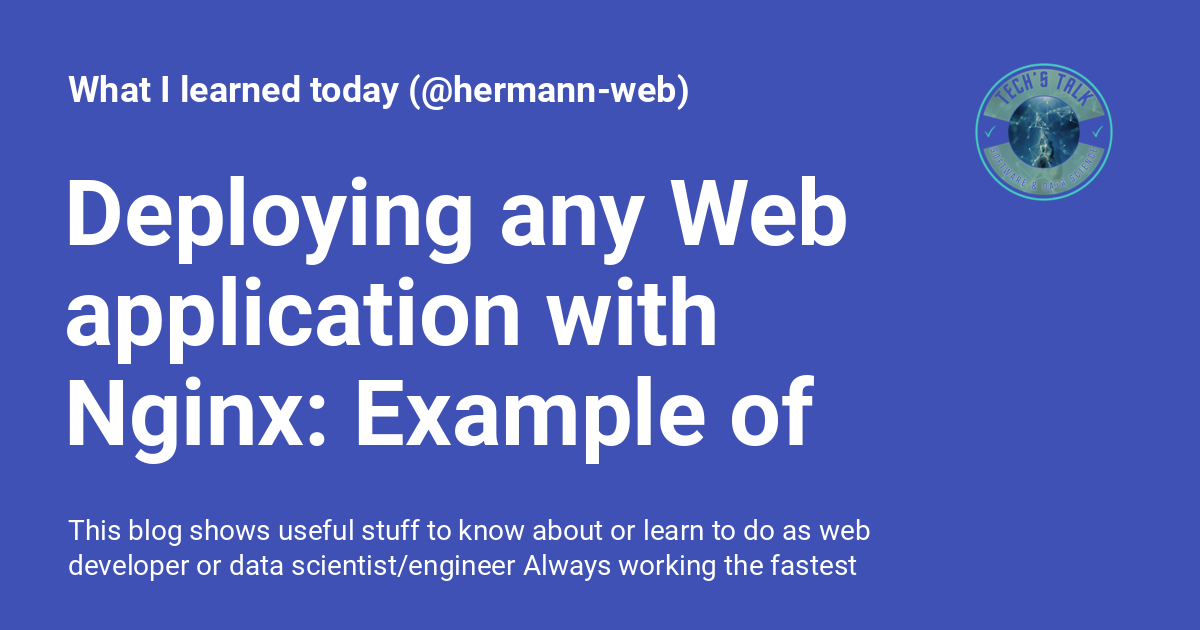 What I learned today (@hermann-web)
TECH'S TALK
Deploying any Web
application with
Nginx: Example of
SOFTWARE & DATA SCIENCE
This blog shows useful stuff to know about or learn to do as web
developer or data scientist/engineer Always working the fastest